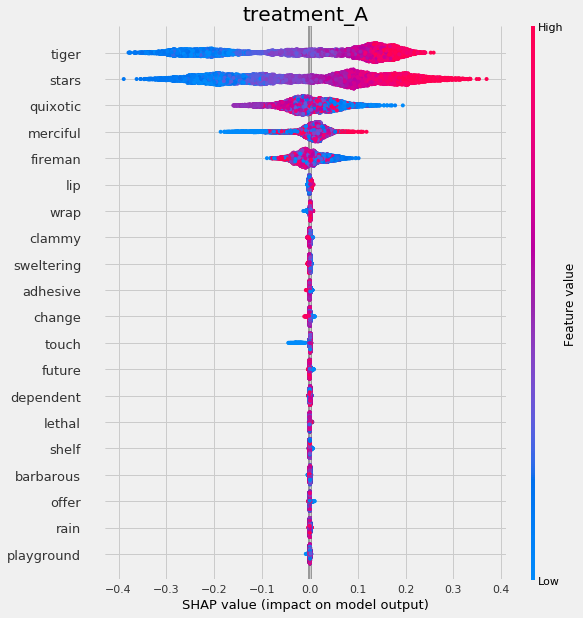 treatment_A
High
tiger
stars
quixotic
merciful
fireman
lip
wrap
clammy
sweltering
adhesive
change
touch
future
dependent
lethal
shelf
barbarous
offer
rain
playground
Feature value
Low
−0.4 −0.3 −0.2 −0.1 0.0 0.1 0.2 0.3 0.4
SHAP value (impact on model output)